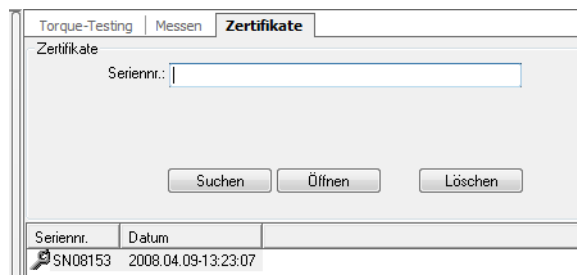 Torque-Testing Messen Zertifikate
Zertifikate
Seriennr.:
Suchen Öffnen Löschen
Seriennr. Datum
SN08153 2008.04.09-13:23:07